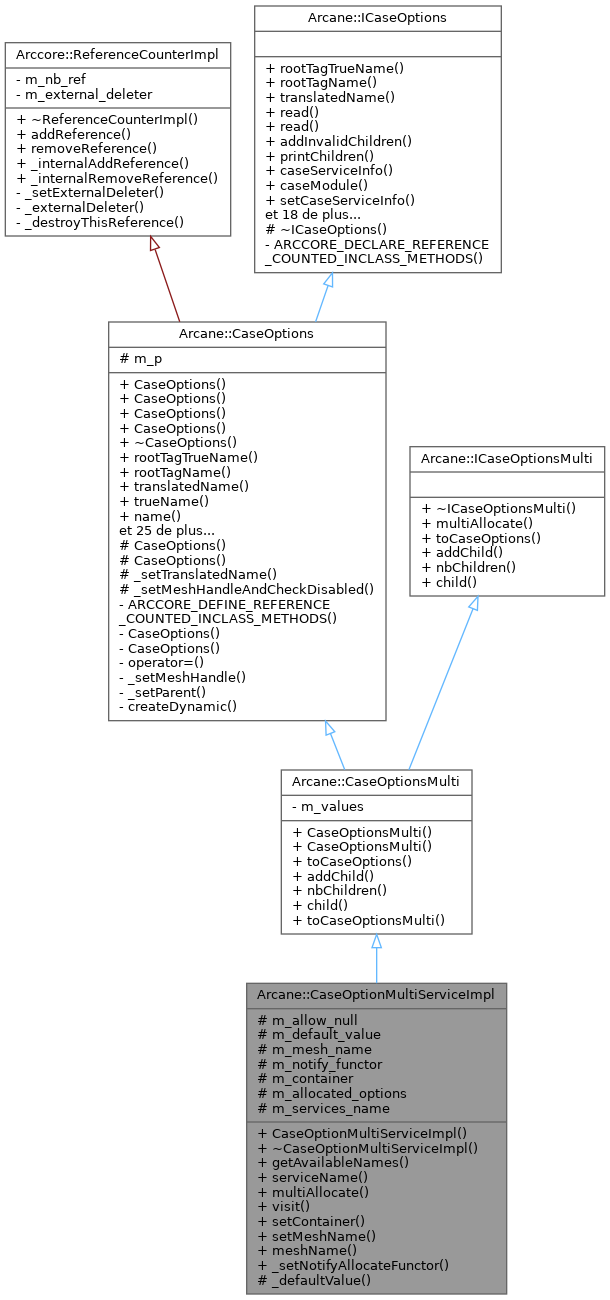 Arcane::ICaseOptions
+ rootTagTrueName()
+ rootTagName()
+ translatedName()
+ read()
+ read()
+ addInvalidChildren()
+ printChildren()
+ caseServiceInfo()
+ caseModule()
+ setCaseServiceInfo()
et 18 de plus...
# ~ICaseOptions()
- ARCCORE_DECLARE_REFERENCE
_COUNTED_INCLASS_METHODS()
Arccore::ReferenceCounterImpl
- m_nb_ref
- m_external_deleter
+ ~ReferenceCounterImpl()
+ addReference()
+ removeReference()
+ _internalAddReference()
+ _internalRemoveReference()
- _setExternalDeleter()
- _externalDeleter()
- _destroyThisReference()
Arcane::CaseOptions
# m_p
+ CaseOptions()
+ CaseOptions()
+ CaseOptions()
+ CaseOptions()
+ ~CaseOptions()
+ rootTagTrueName()
+ rootTagName()
+ translatedName()
+ trueName()
+ name()
et 25 de plus...
# CaseOptions()
# CaseOptions()
# _setTranslatedName()
# _setMeshHandleAndCheckDisabled()
- ARCCORE_DEFINE_REFERENCE
_COUNTED_INCLASS_METHODS()
- CaseOptions()
- CaseOptions()
- operator=()
- _setMeshHandle()
- _setParent()
- createDynamic()
Arcane::ICaseOptionsMulti
+ ~ICaseOptionsMulti()
+ multiAllocate()
+ toCaseOptions()
+ addChild()
+ nbChildren()
+ child()
Arcane::CaseOptionsMulti
- m_values
+ CaseOptionsMulti()
+ CaseOptionsMulti()
+ toCaseOptions()
+ addChild()
+ nbChildren()
+ child()
+ toCaseOptionsMulti()
Arcane::CaseOptionMultiServiceImpl
# m_allow_null
# m_default_value
# m_mesh_name
# m_notify_functor
# m_container
# m_allocated_options
# m_services_name
+ CaseOptionMultiServiceImpl()
+ ~CaseOptionMultiServiceImpl()
+ getAvailableNames()
+ serviceName()
+ multiAllocate()
+ visit()
+ setContainer()
+ setMeshName()
+ meshName()
+ _setNotifyAllocateFunctor()
# _defaultValue()